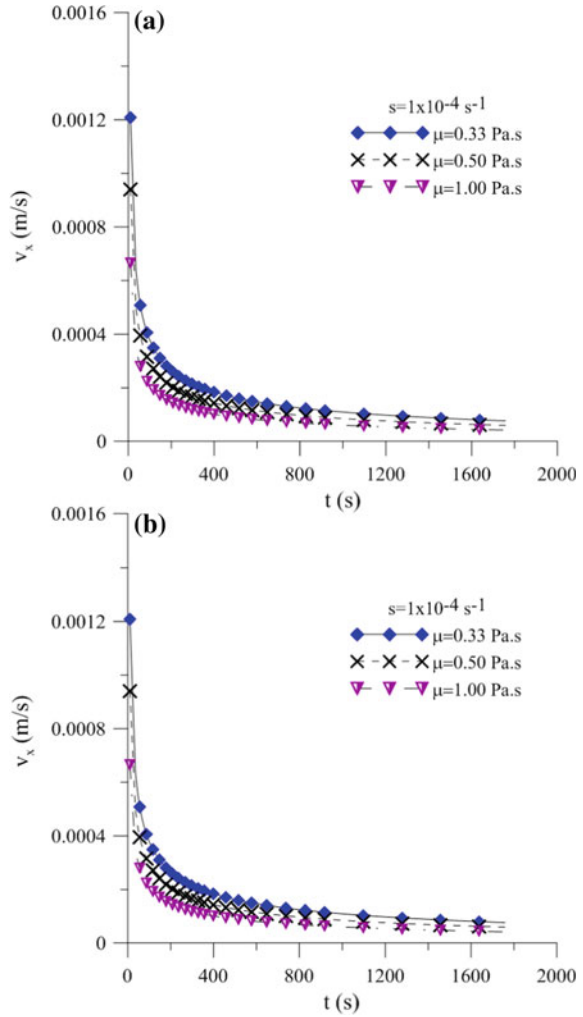 (a)
0.0016
0.0012
0.0008
0.0004
0
v_x (m/s)
s=1x10⁻⁴ s⁻¹
μ=0.33 Pa.s
μ=0.50 Pa.s
μ=1.00 Pa.s
0 400 800 1200 1600 2000
t (s)
(b)
0.0016
0.0012
0.0008
0.0004
0
v_x (m/s)
s=1x10⁻⁴ s⁻¹
μ=0.33 Pa.s
μ=0.50 Pa.s
μ=1.00 Pa.s
0 400 800 1200 1600 2000
t (s)